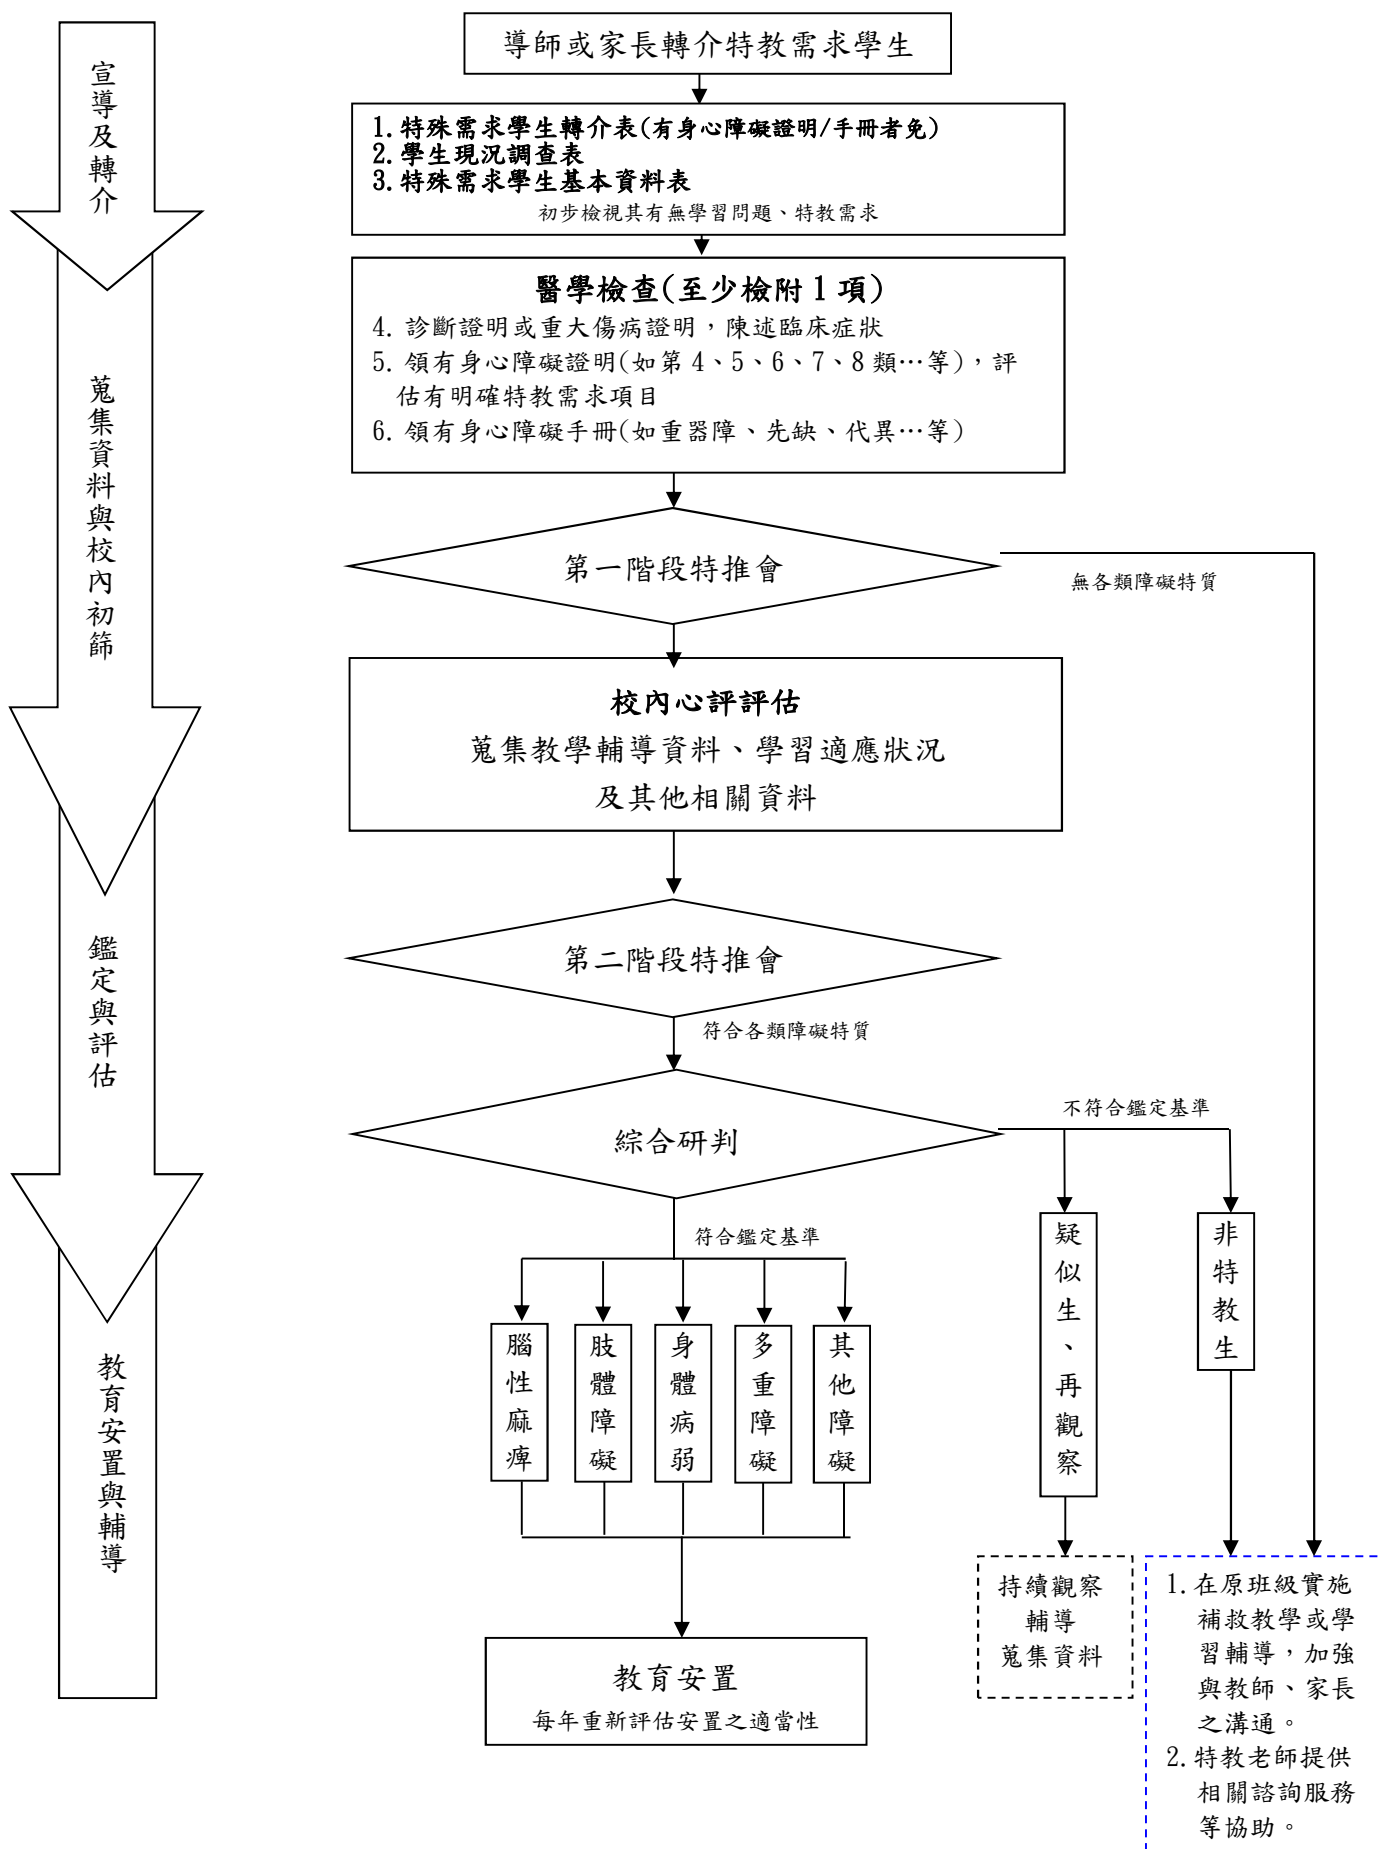 宣導及轉介
蒐集資料與校內初篩
鑑定與評估
教育安置與輔導
導師或家長轉介特教需求學生
1. 特殊需求學生轉介表(有身心障礙證明/手冊者免)
2. 學生現況調查表
3. 特殊需求學生基本資料表
初步檢視其有無學習問題、特教需求
醫學檢查(至少檢附 1 項)
4. 診斷證明或重大傷病證明，陳述臨床症狀
5. 領有身心障礙證明(如第 4、5、6、7、8 類…等)，評
估有明確特教需求項目
6. 領有身心障礙手冊(如重器障、先缺、代異…等)
第一階段特推會
無各類障礙特質
校內心評評估
蒐集教學輔導資料、學習適應狀況
及其他相關資料
第二階段特推會
符合各類障礙特質
綜合研判
不符合鑑定基準
符合鑑定基準
腦性麻痺
肢體障礙
身體病弱
多重障礙
其他障礙
疑似生、再觀察
非特教生
教育安置
每年重新評估安置之適當性
持續觀察
輔導
蒐集資料
1. 在原班級實施
補救教學或學
習輔導，加強
與教師、家長
之溝通。
2. 特教老師提供
相關諮詢服務
等協助。